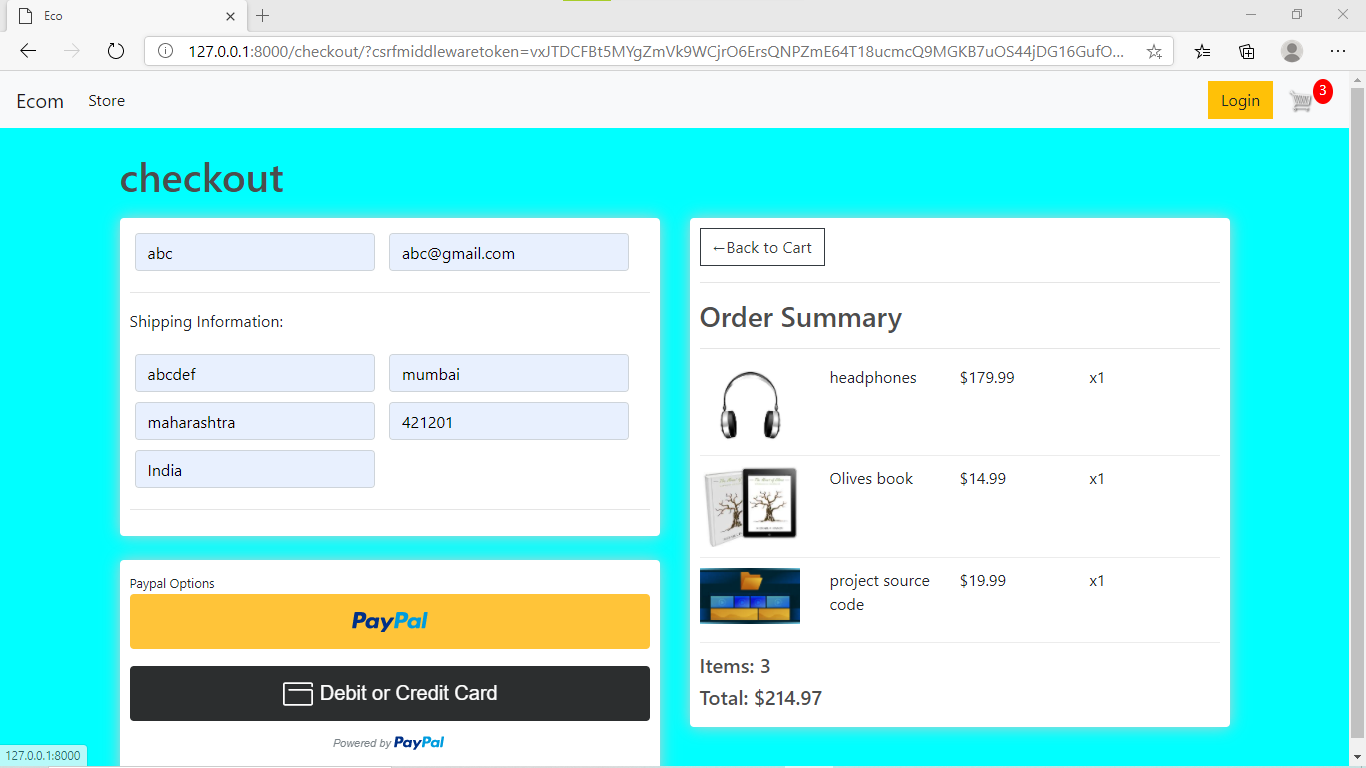 Eco
127.0.0.1:8000/checkout/?csrfmiddlewaretoken=vxJTDCFBt5MYgZmVk9WCjrO6ErsQNPZmE64T18ucmcQ9MGKB7uOS44jDG16GufO...
Ecom Store Login 3
checkout
abc abc@gmail.com
Shipping Information:
abcdef mumbai
maharashtra 421201
India
Paypal Options
PayPal
Debit or Credit Card
Powered by PayPal
←Back to Cart
Order Summary
headphones $179.99 x1
Olives book $14.99 x1
project source $19.99 x1
code
Items: 3
Total: $214.97
127.0.0.1:8000